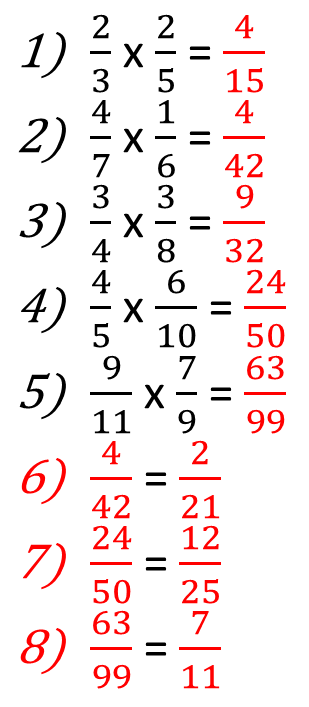 1) 2/3 x 2/5 = 4/15
2) 4/7 x 1/6 = 4/42
3) 3/4 x 3/8 = 9/32
4) 4/5 x 6/10 = 24/50
5) 9/11 x 7/9 = 63/99
6) 4/42 = 2/21
7) 24/50 = 12/25
8) 63/99 = 7/11